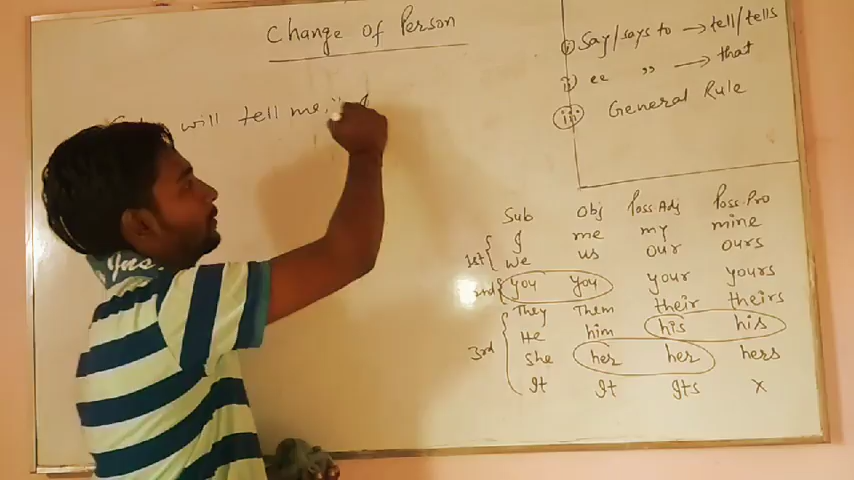 Change of Person
will tell me, "I
(i) Say/says to → tell/tells
ii) ee ,, → that
(iii) General Rule
Sub Obj Poss Adj Poss.Pro
1st { I me my mine
we us our ours
2nd { you you your yours
They Them their theirs
He him his his
3rd { She her her hers
It It Its X